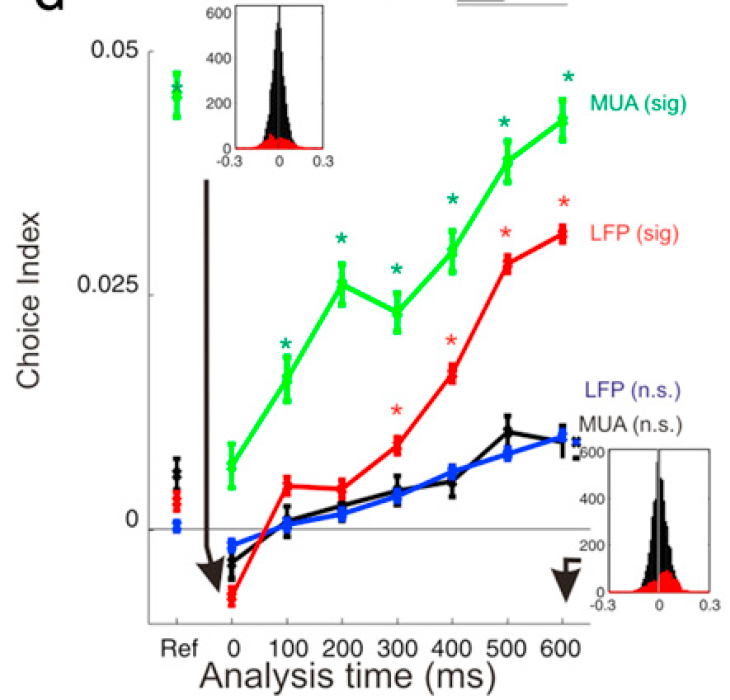 d
600
400
200
0
-0.3 0 0.3
0.05
0.025
0
Choice Index
*
* * * * * * *
* * * *
MUA (sig)
LFP (sig)
LFP (n.s.)
MUA (n.s.)
600
400
200
0
-0.3 0 0.3
Ref 0 100 200 300 400 500 600
Analysis time (ms)